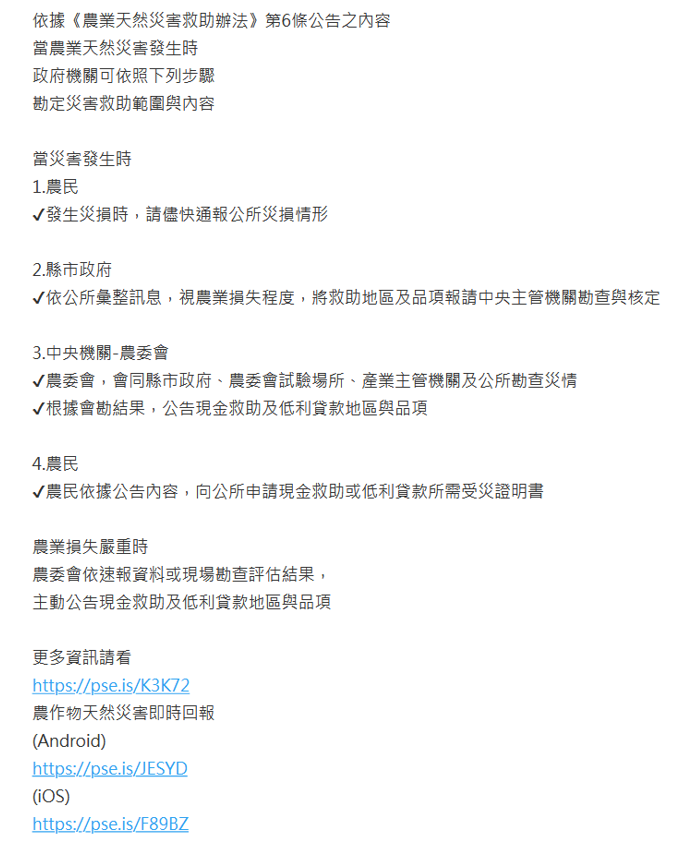 依據《農業天然災害救助辦法》第6條公告之內容
當農業天然災害發生時
政府機關可依照下列步驟
勘定災害救助範圍與內容
當災害發生時
1.農民
✔發生災損時，請儘快通報公所災損情形
2.縣市政府
✔依公所彙整訊息，視農業損失程度，將救助地區及品項報請中央主管機關勘查與核定
3.中央機關-農委會
✔農委會，會同縣市政府、農委會試驗場所、產業主管機關及公所勘查災情
✔根據會勘結果，公告現金救助及低利貸款地區與品項
4.農民
✔農民依據公告內容，向公所申請現金救助或低利貸款所需受災證明書
農業損失嚴重時
農委會依速報資料或現場勘查評估結果，
主動公告現金救助及低利貸款地區與品項
更多資訊請看
https://pse.is/K3K72
農作物天然災害即時回報
(Android)
https://pse.is/JESYD
(iOS)
https://pse.is/F89BZ